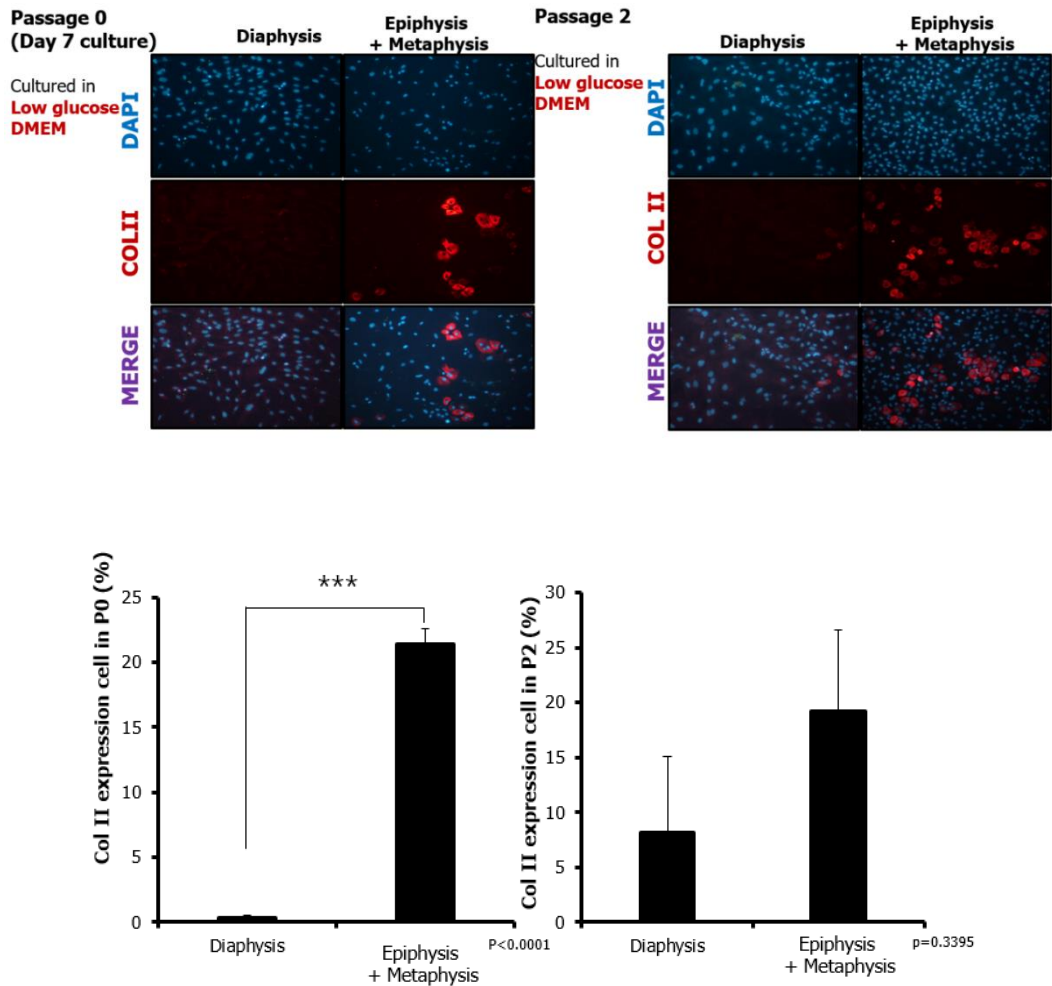 Passage 0
(Day 7 culture)
Diaphysis
Epiphysis
+ Metaphysis
Cultured in
Low glucose
DMEM
DAPI
COLII
MERGE
Passage 2
Diaphysis
Epiphysis
+ Metaphysis
Cultured in
Low glucose
DMEM
DAPI
COL II
MERGE
Col II expression cell in P0 (%)
25
20
15
10
5
0
***
Diaphysis
Epiphysis
+ Metaphysis
P<0.0001
Col II expression cell in P2 (%)
30
25
20
15
10
5
0
Diaphysis
Epiphysis
+ Metaphysis
p=0.3395